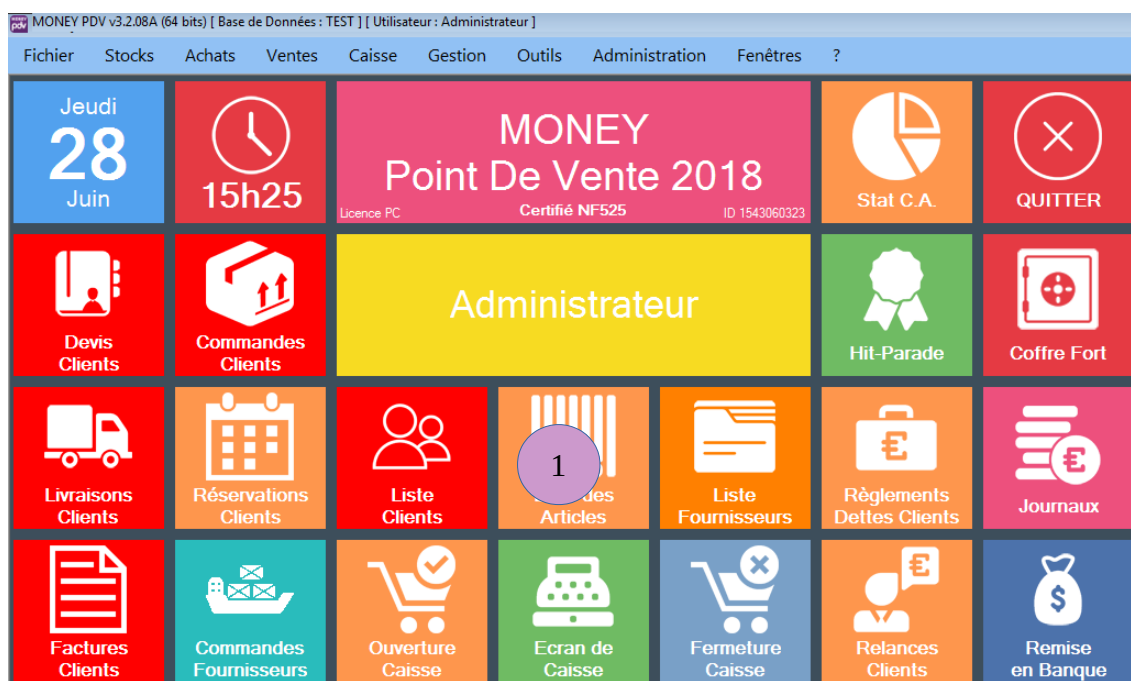 MONEY PDV v3.2.08A (64 bits) [ Base de Données : TEST ] [ Utilisateur : Administrateur ]
Fichier Stocks Achats Ventes Caisse Gestion Outils Administration Fenêtres ?
Jeudi
28
Juin
15h25
MONEY
Point De Vente 2018
Licence PC Certifié NF525 ID 1543060323
Stat C.A.
QUITTER
Devis
Clients
Commandes
Clients
Administrateur
Hit-Parade
Coffre Fort
Livraisons
Clients
Réservations
Clients
Liste
Clients
1
Articles
Liste
Fournisseurs
Règlements
Dettes Clients
Journaux
Factures
Clients
Commandes
Fournisseurs
Ouverture
Caisse
Ecran de
Caisse
Fermeture
Caisse
Relances
Clients
Remise
en Banque